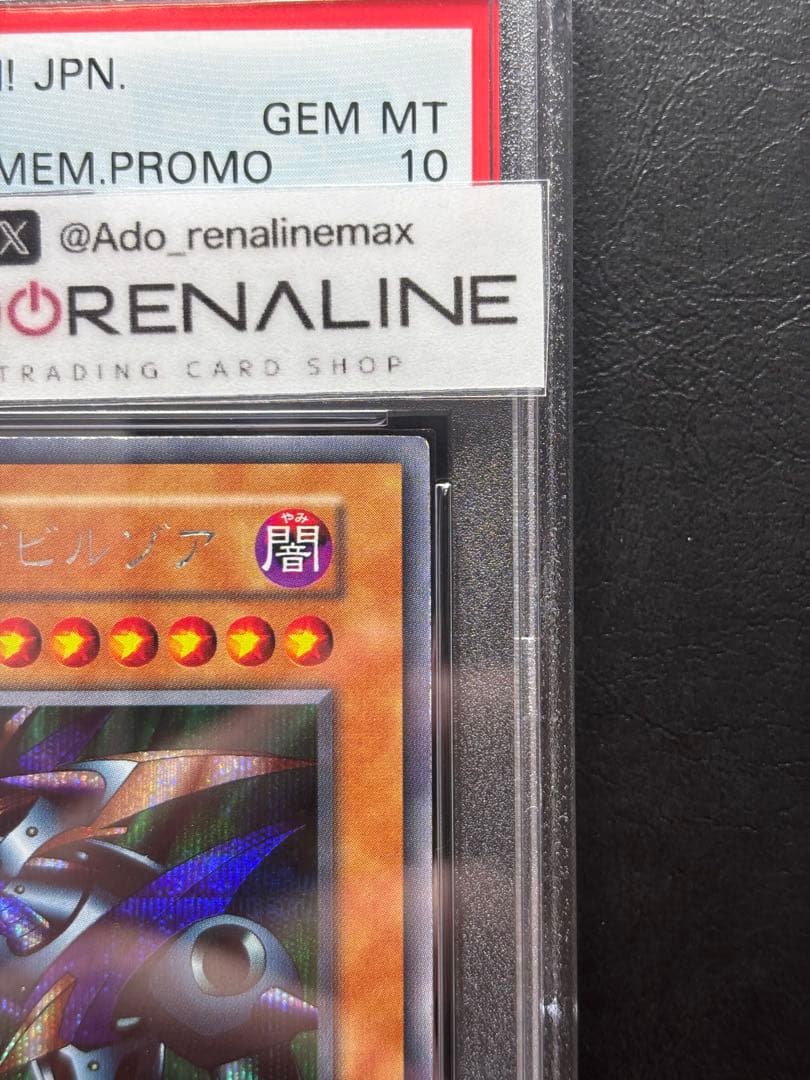 ! JPN.
GEM MT
MEM.PROMO 10
X @Ado_renalinemax
RENALINE
TRADING CARD SHOP
ビルゾア
やみ
闇